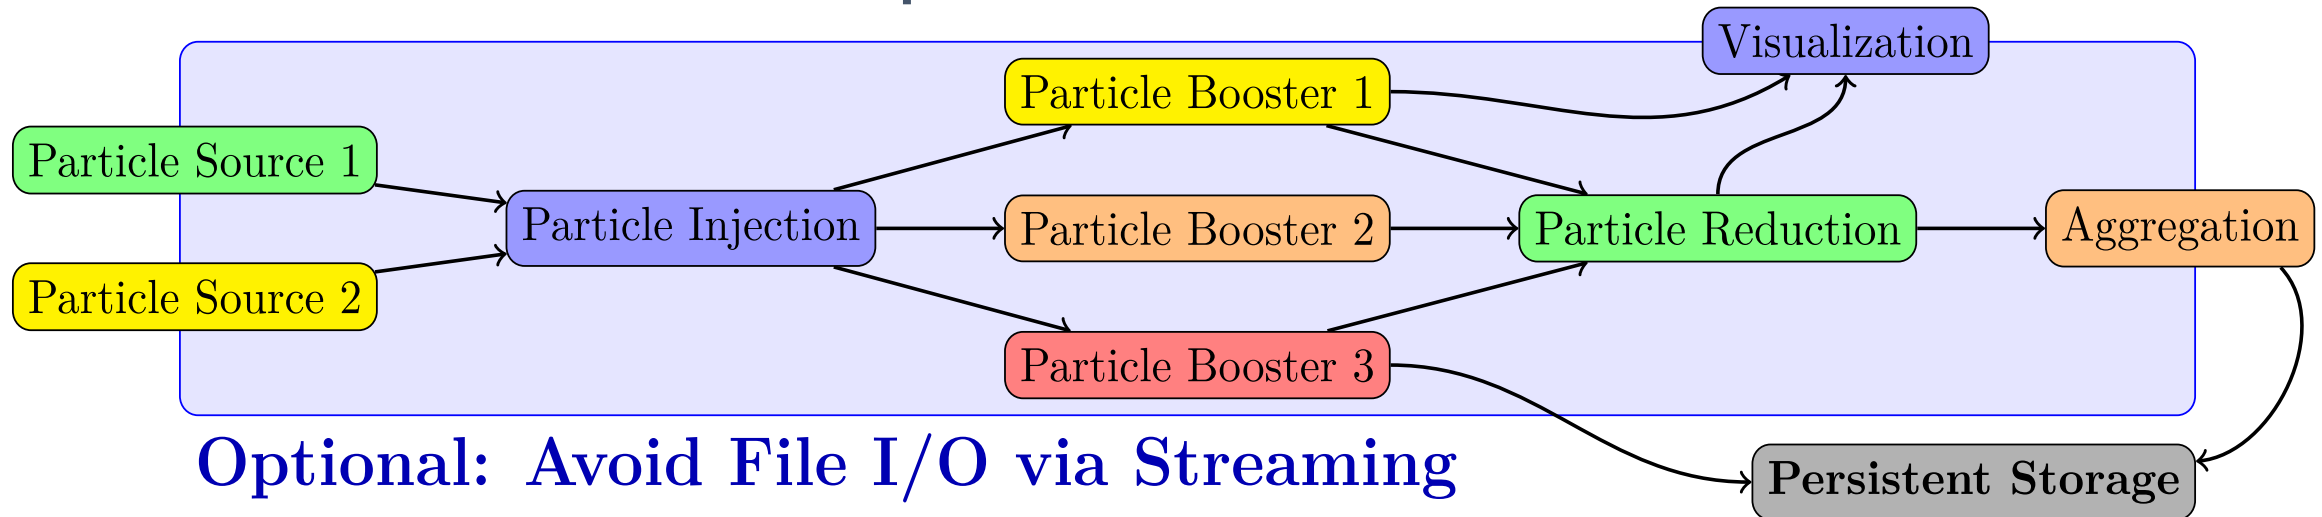 Visualization
Particle Booster 1
Particle Source 1
Particle Injection
Particle Booster 2
Particle Reduction
Aggregation
Particle Source 2
Particle Booster 3
Optional: Avoid File I/O via Streaming
Persistent Storage